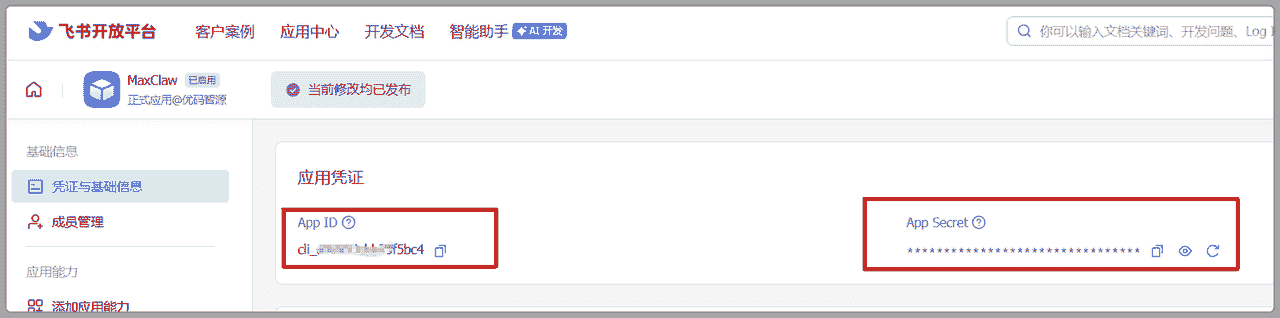 飞书开放平台 客户案例 应用中心 开发文档 智能助手 AI 开发 你可以输入文档关键词、开发问题、Log
MaxClaw 已启用
正式应用@优码智源
当前修改均已发布
基础信息
凭证与基础信息
成员管理
应用能力
添加应用能力
应用凭证
App ID
cli_ 9f5bc4
App Secret
********************************